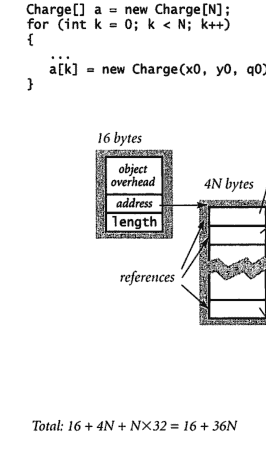 Charge[] a = new Charge[N];
for (int k = 0; k < N; k++)
{
...
a[k] = new Charge(x0, y0, q0)
}
16 bytes
object
overhead
4N bytes
address
length
references
Total: 16 + 4N + N×32 = 16 + 36N